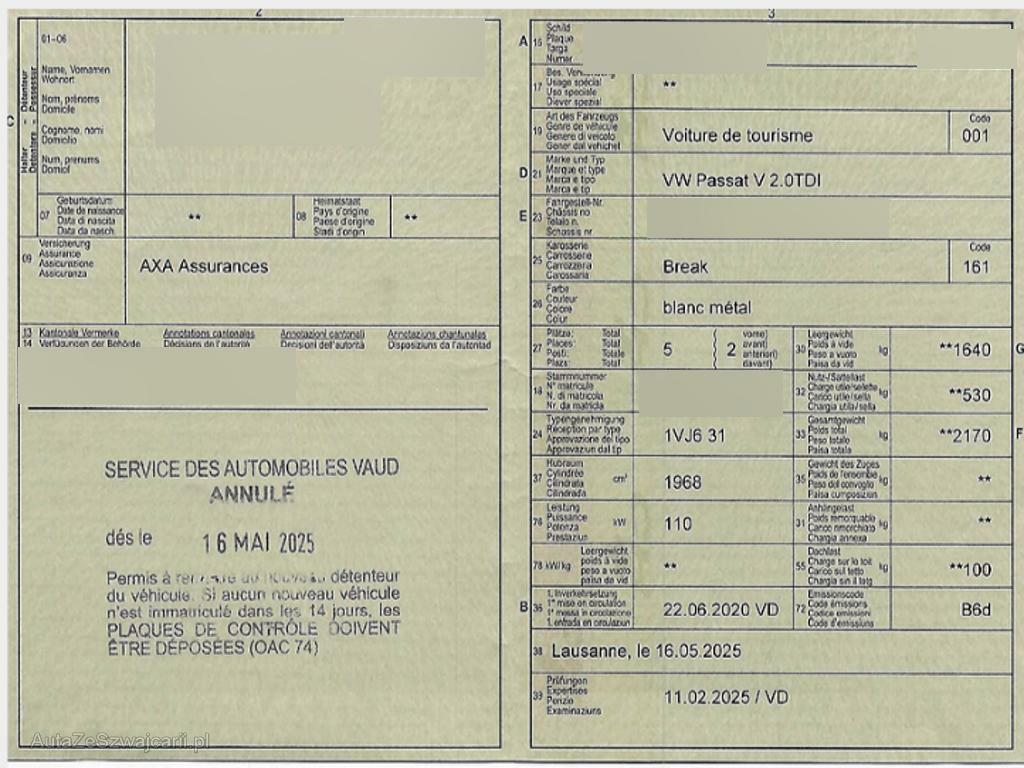 2
01-06
Halter - Détenteur
Detentore - Possessur
C
Name, Vornamen
Wohnort
Nom, prénoms
Domicile
Cognome, nomi
Domicilio
Num, prenums
Domicil
07
Geburtsdatum
Date de naissance
Data di nascita
Data da nasch.
**
08
Heimatstaat
Pays d'origine
Paese d'origine
Stadi d'origin
**
09
Versicherung
Assurance
Assicurazione
Assicuranza
AXA Assurances
13 Kantonale Vermerke Annotations cantonales Annotazioni cantonali Annotaziuns chantunalas
14 Verfügungen der Behörde Décisions de l'autorité Decisioni dell'autorità Disposiziuns da l'autoritad
SERVICE DES AUTOMOBILES VAUD
ANNULÉ
dés le 16 MAI 2025
Permis à remettre au nouveau détenteur
du véhicule. Si aucun nouveau véhicule
n'est immatriculé dans les 14 jours, les
PLAQUES DE CONTRÔLE DOIVENT
ÊTRE DÉPOSÉES (OAC 74)
AutaZeSzwajcarii.pl
3
A 15
Schild
Plaque
Targa
Numer
17
Usage spécial
Uso speciale
Diever spezial
**
19
Art des Fahrzeugs
Genre de véhicule
Genere di veicolo
Gener dal vehichel
Voiture de tourisme
Code
001
D 21
Marke und Typ
Marque et type
Marca e tipo
Marca e tip
VW Passat V 2.0TDI
E 23
Fahrgestell-Nr.
Châssis no
Telaio n.
Schassis nr
25
Karosserie
Carrosserie
Carrozzeria
Carossaria
Break
Code
161
26
Farbe
Couleur
Colore
Colur
blanc métal
27
Plätze: Total
Places: Total
Posti: Totale
Plazs: Total
5
2
vorne)
avant)
anteriori)
davant)
30
Leergewicht
Poids à vide
Peso a vuoto
Paisa da vid
kg
**1640
G
18
Stammnummer
N° matricule
N. di matricola
Nr. da matricla
32
Nutz-/Sattellast
Charge utile/sellette
Carico utile/sella
Chargia utila/sella
kg
**530
24
Typengenehmigung
Réception par type
Approvazione del tipo
Approvaziun dal tip
1VJ6 31
33
Gesamtgewicht
Poids total
Peso totale
Paisa totala
kg
**2170
F
37
Hubraum
Cylindrée
Cilindrata
Cilindrada
cm³
1968
35
Gewicht des Zuges
Poids de l'ensemble
Peso del convoglio
Paisa cumposiziun
kg
**
76
Leistung
Puissance
Potenza
Prestaziun
kW
110
31
Anhängelast
Poids remorquable
Carico rimorchiato
Chargia annexa
kg
**
78 kW/kg
Leergewicht
poids à vide
peso a vuoto
paisa da vid
**
55
Dachlast
Charge sur le toit
Carico sul tetto
Chargia sin il tetg
kg
**100
B 36
1. Inverkehrsetzung
1ʳᵉ mise en circulation
1ª messa in circolazione
1. entrada en circulaziun
22.06.2020 VD
72
Emissionscode
Code émissions
Codice emissioni
Code d'emissiuns
B6d
38 Lausanne, le 16.05.2025
39
Prüfungen
Expertises
Perizie
Examinaziuns
11.02.2025 / VD